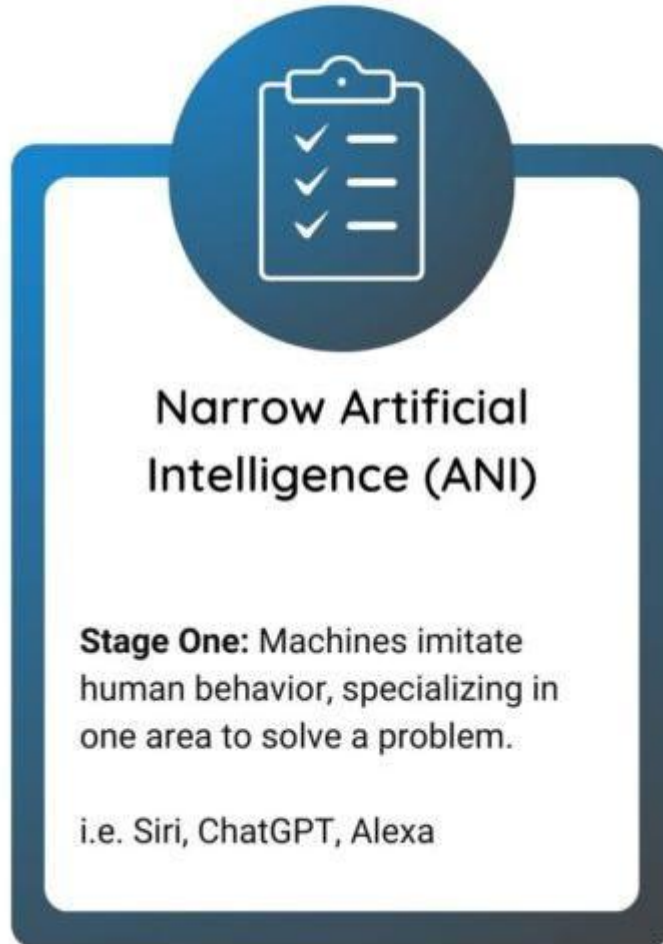 Narrow Artificial
Intelligence (ANI)
Stage One: Machines imitate
human behavior, specializing in
one area to solve a problem.
i.e. Siri, ChatGPT, Alexa